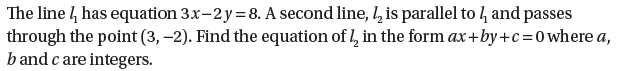 The line l₁ has equation 3x−2y=8. A second line, l₂ is parallel to l₁ and passes
through the point (3, −2). Find the equation of l₂ in the form ax+by+c=0 where a,
b and c are integers.